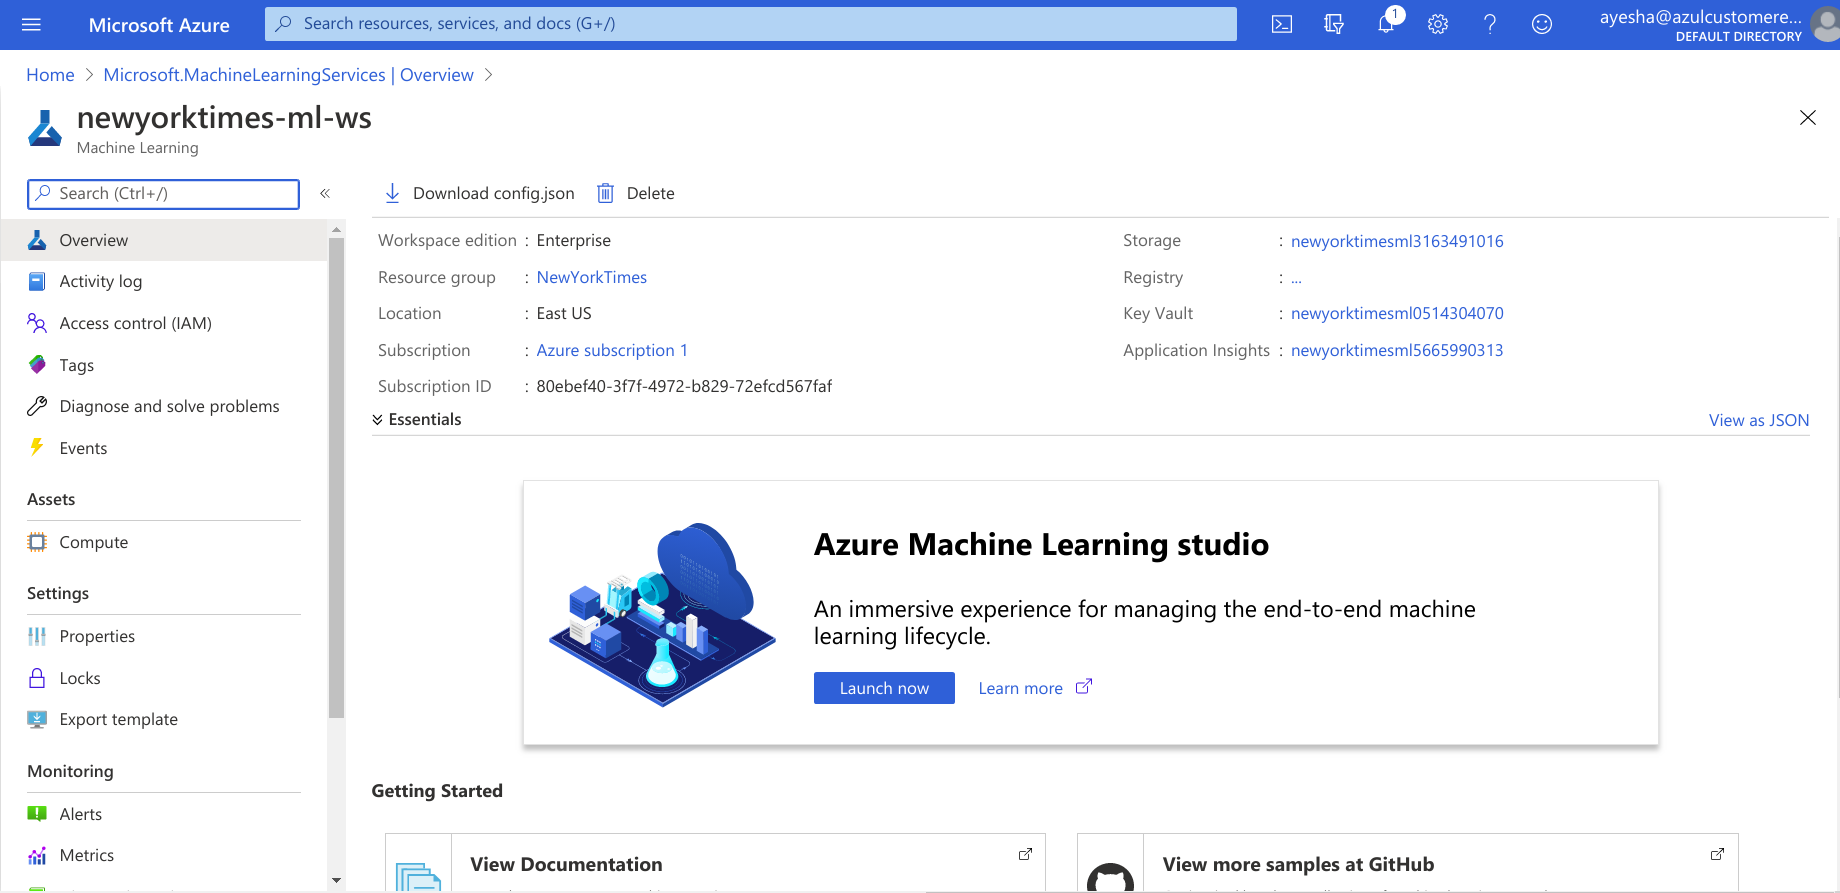 Microsoft Azure
Search resources, services, and docs (G+/)
1
ayesha@azulcustomere...
DEFAULT DIRECTORY
Home > Microsoft.MachineLearningServices | Overview >
newyorktimes-ml-ws
Machine Learning
Search (Ctrl+/)
«
Overview
Activity log
Access control (IAM)
Tags
Diagnose and solve problems
Events
Assets
Compute
Settings
Properties
Locks
Export template
Monitoring
Alerts
Metrics
Download config.json
Delete
Workspace edition : Enterprise
Resource group : NewYorkTimes
Location : East US
Subscription : Azure subscription 1
Subscription ID : 80ebef40-3f7f-4972-b829-72efcd567faf
Storage : newyorktimesml3163491016
Registry : ...
Key Vault : newyorktimesml0514304070
Application Insights : newyorktimesml5665990313
Essentials
View as JSON
Azure Machine Learning studio
An immersive experience for managing the end-to-end machine
learning lifecycle.
Launch now
Learn more
Getting Started
View Documentation
View more samples at GitHub